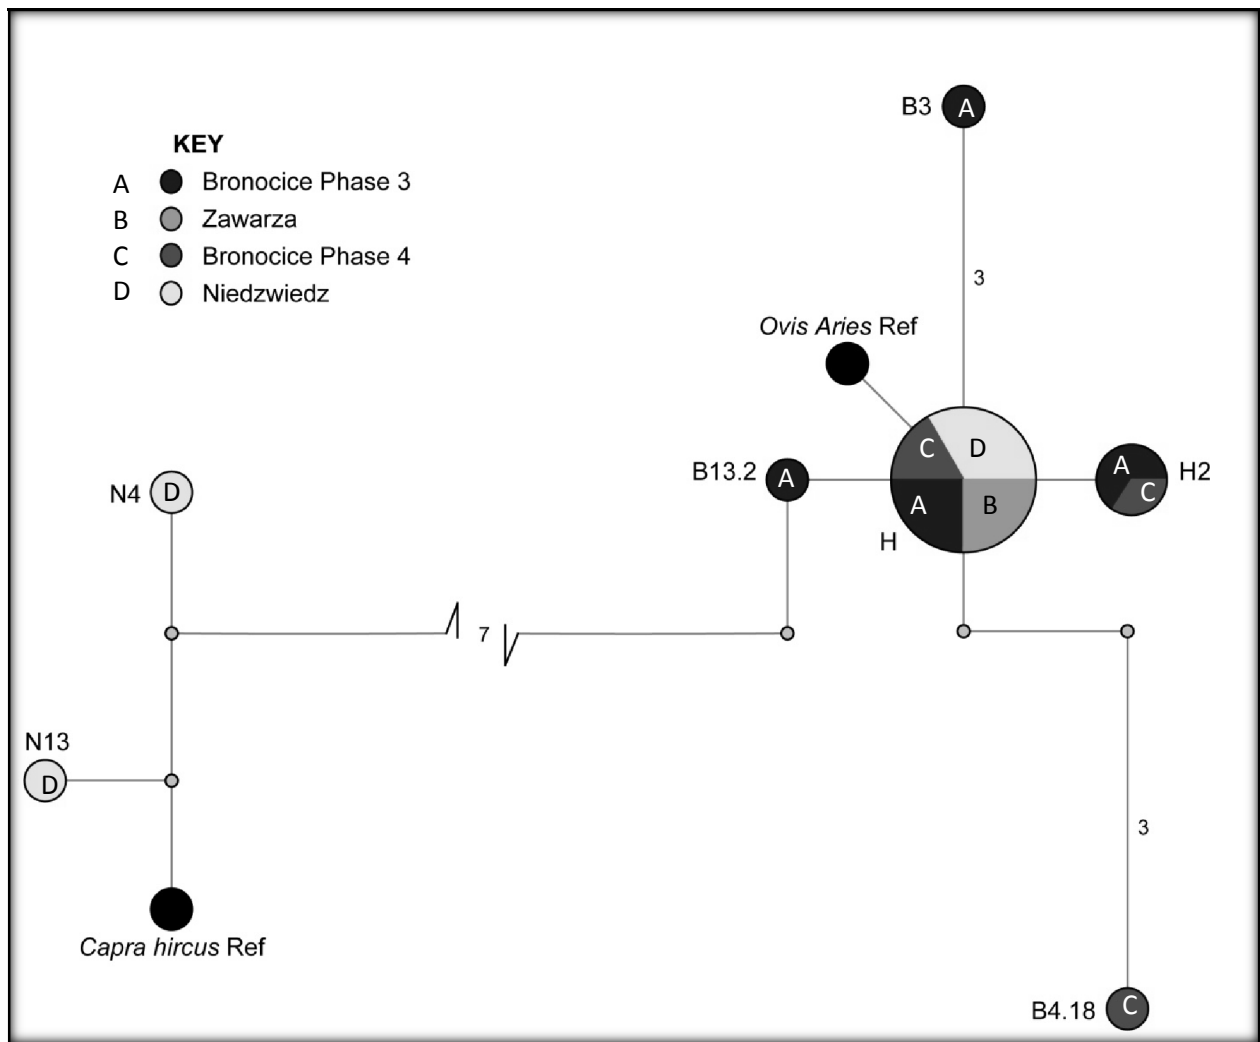 B3 A
KEY
A Bronocice Phase 3
B Zawarza
C Bronocice Phase 4
D Niedzwiedz
3
Ovis Aries Ref
C D
B13.2 A
A H2
C
N4 D
A B
H
7
N13
D
3
Capra hircus Ref
B4.18 C